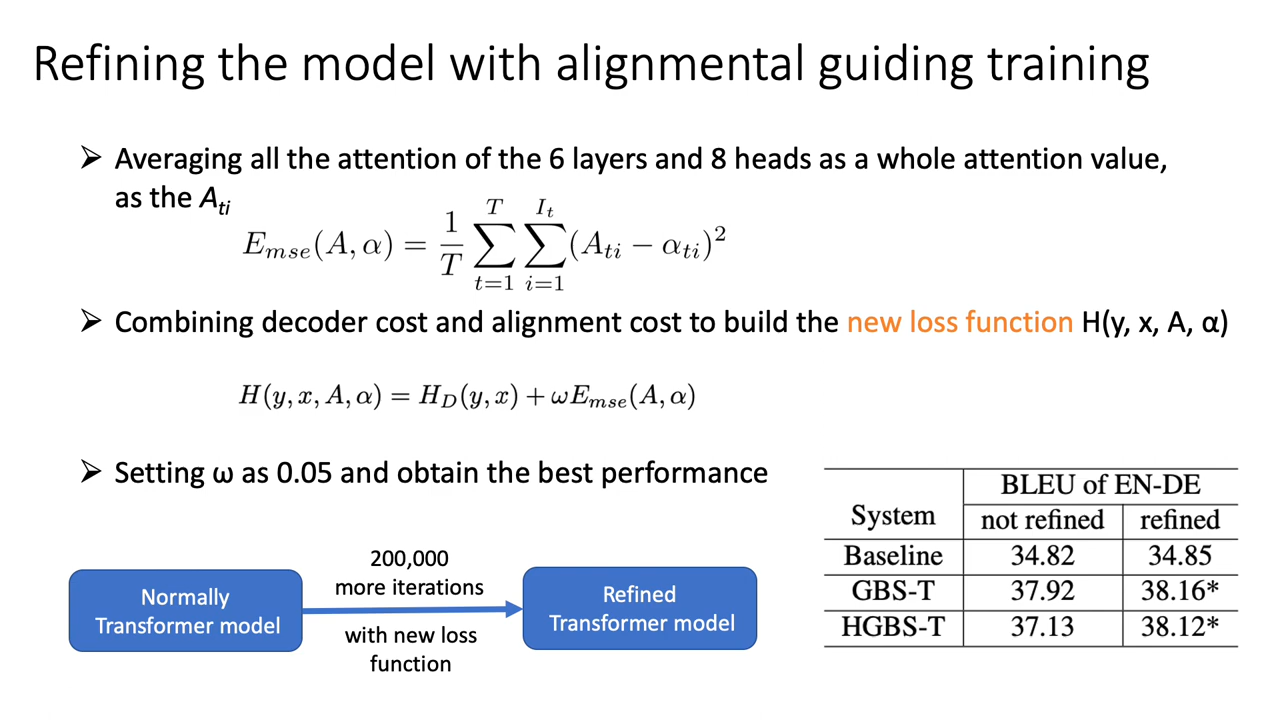 Refining the model with alignmental guiding training
➢ Averaging all the attention of the 6 layers and 8 heads as a whole attention value,
as the A_ti
E_mse(A, α) = 1/T ∑_{t=1}^{T} ∑_{i=1}^{I_t} (A_ti − α_ti)²
➢ Combining decoder cost and alignment cost to build the new loss function H(y, x, A, α)
H(y, x, A, α) = H_D(y, x) + ωE_mse(A, α)
➢ Setting ω as 0.05 and obtain the best performance
200,000
more iterations
Normally
Transformer model
with new loss
function
Refined
Transformer model
System BLEU of EN-DE
not refined refined
Baseline 34.82 34.85
GBS-T 37.92 38.16*
HGBS-T 37.13 38.12*